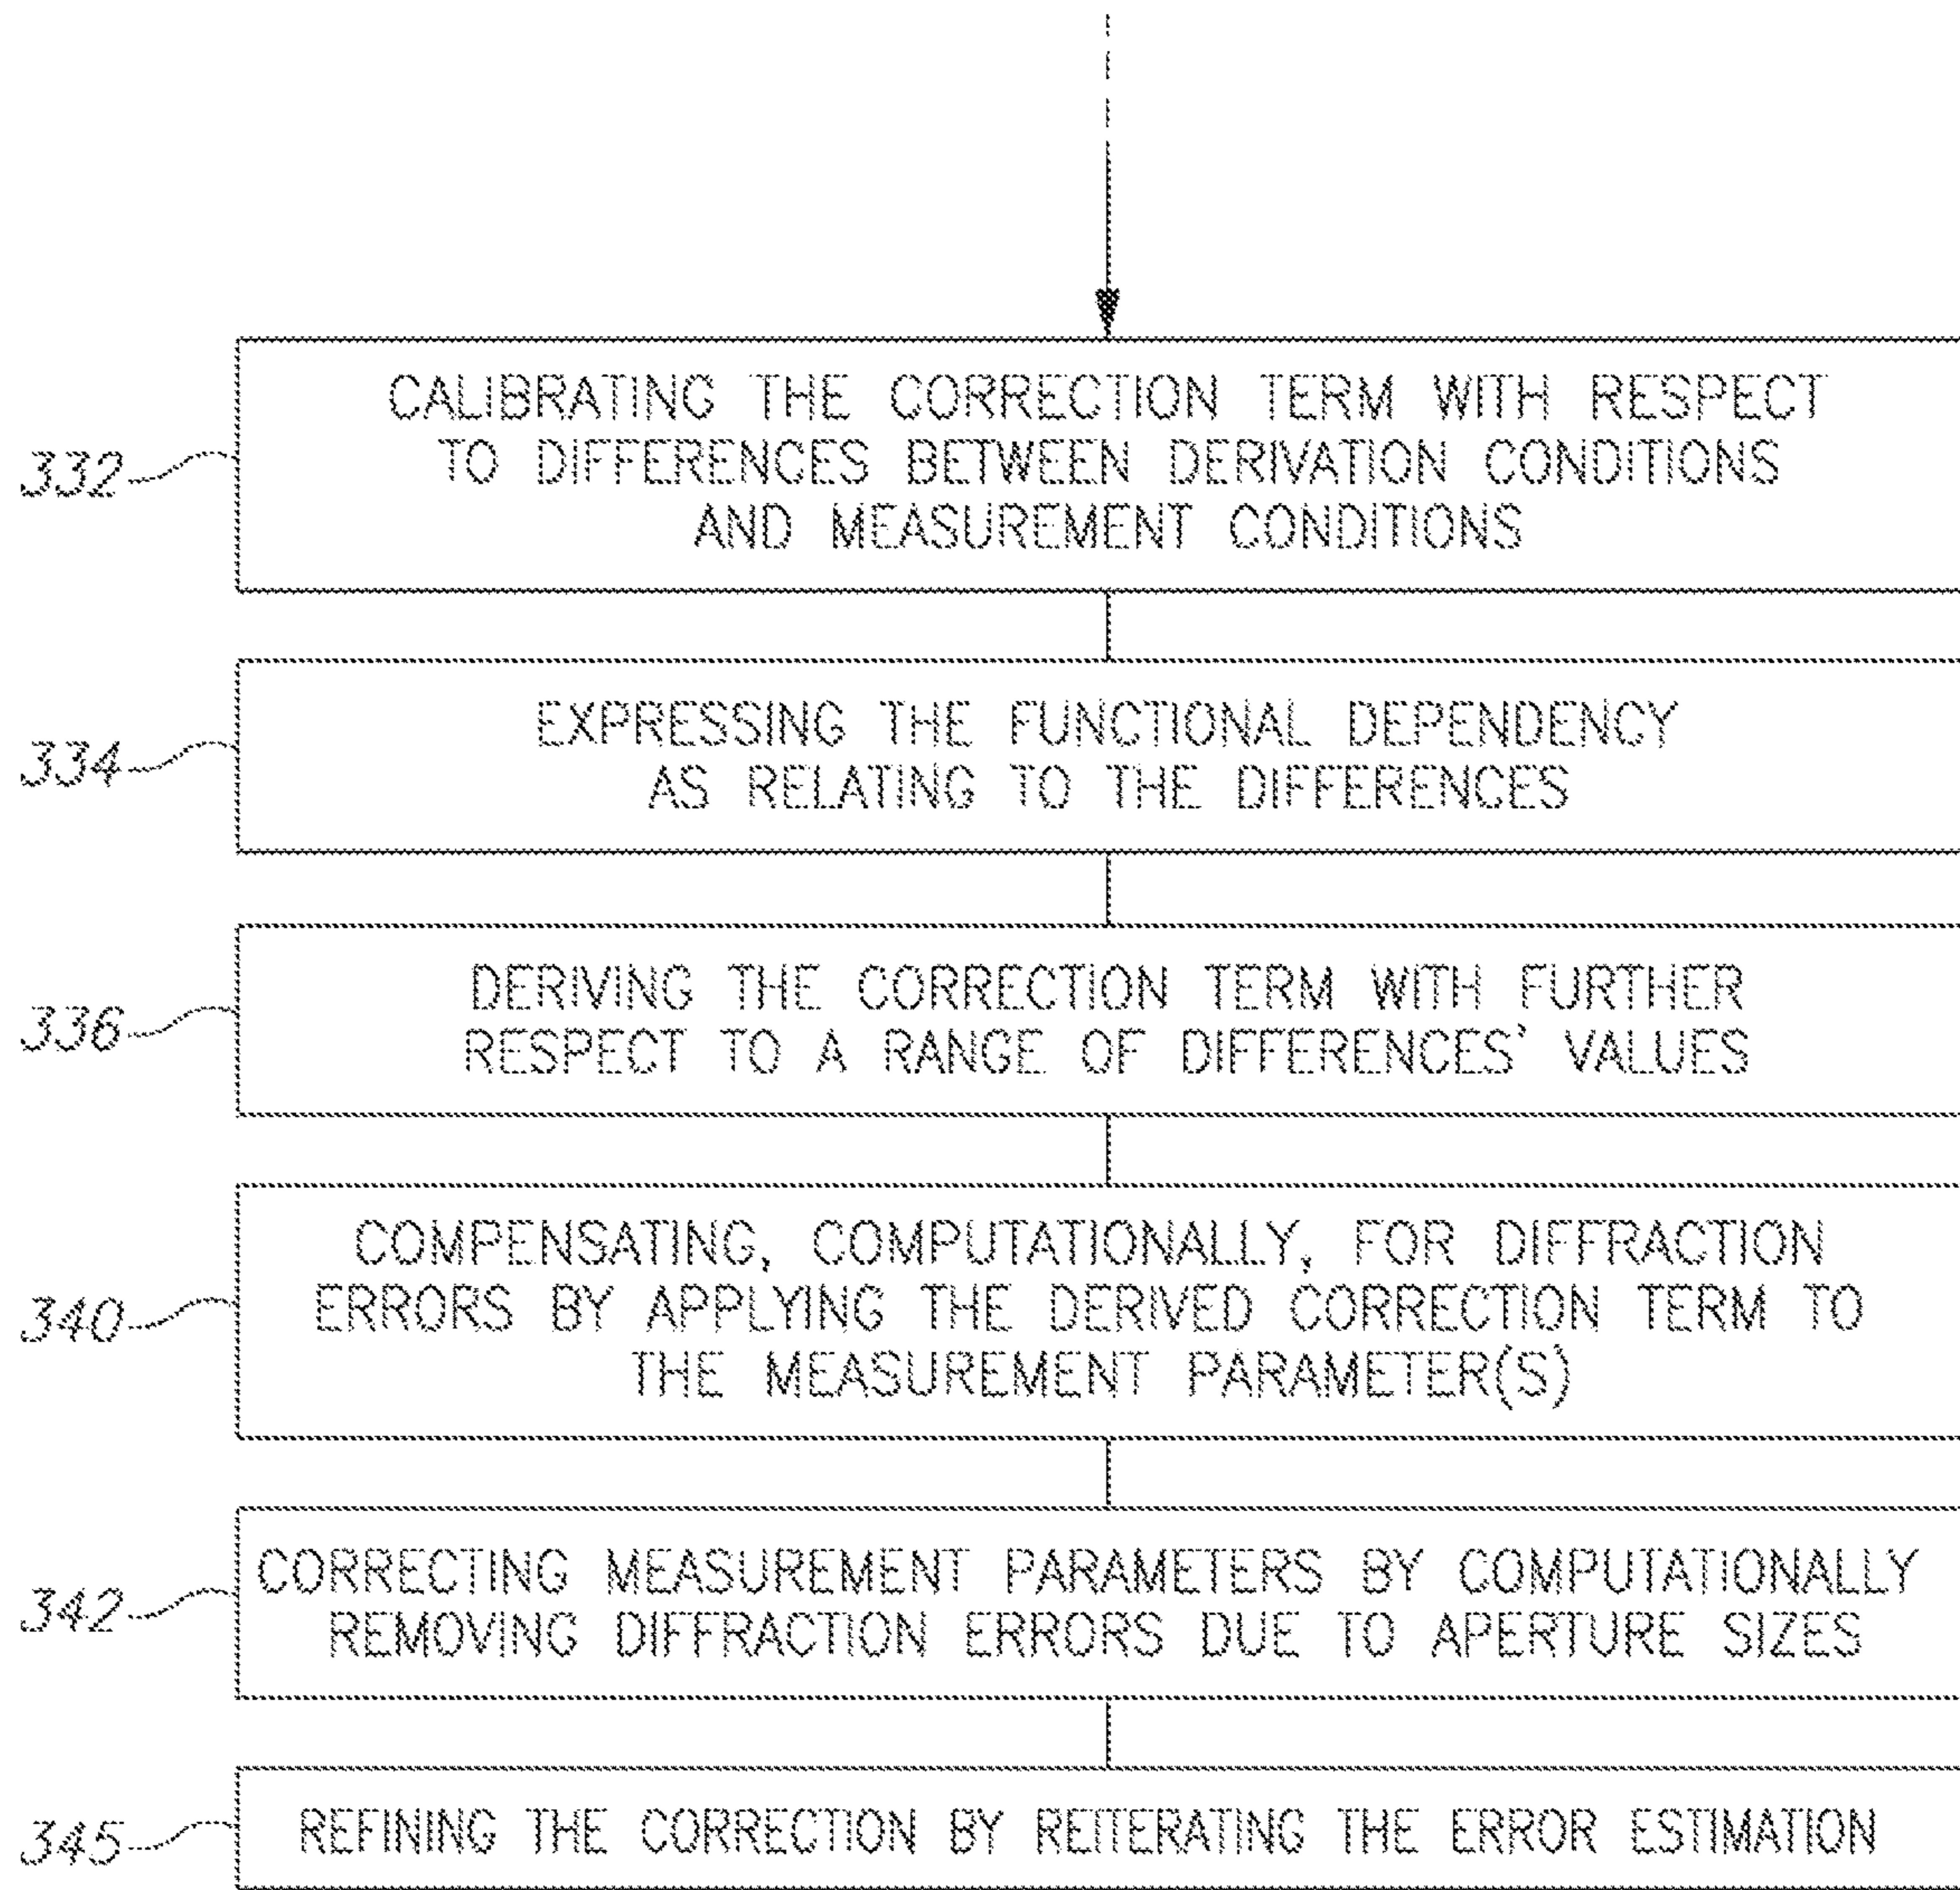 332
CALIBRATING THE CORRECTION TERM WITH RESPECT
TO DIFFERENCES BETWEEN DERIVATION CONDITIONS
AND MEASUREMENT CONDITIONS
334
EXPRESSING THE FUNCTIONAL DEPENDENCY
AS RELATING TO THE DIFFERENCES
336
DERIVING THE CORRECTION TERM WITH FURTHER
RESPECT TO A RANGE OF DIFFERENCES' VALUES
340
COMPENSATING, COMPUTATIONALLY, FOR DIFFRACTION
ERRORS BY APPLYING THE DERIVED CORRECTION TERM TO
THE MEASUREMENT PARAMETER(S)
342
CORRECTING MEASUREMENT PARAMETERS BY COMPUTATIONALLY
REMOVING DIFFRACTION ERRORS DUE TO APERTURE SIZES
345
REFINING THE CORRECTION BY REITERATING THE ERROR ESTIMATION